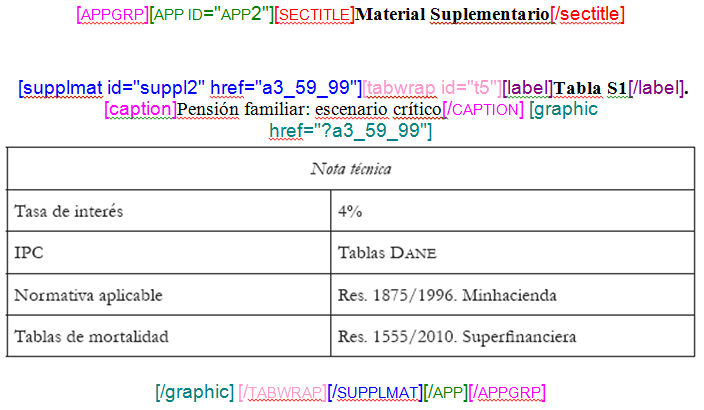 [APPGRP][APP ID="APP2"][SECTITLE]Material Suplementario[/sectitle]
[supplmat id="suppl2" href="a3_59_99"][tabwrap id="t5"][label]Tabla S1[/label].
[caption]Pensión familiar: escenario crítico[/CAPTION] [graphic
href="?a3_59_99"]
Nota técnica
Tasa de interés 4%
IPC Tablas DANE
Normativa aplicable Res. 1875/1996. Minhacienda
Tablas de mortalidad Res. 1555/2010. Superfinanciera
[/graphic] [/TABWRAP][/SUPPLMAT][/APP][/APPGRP]